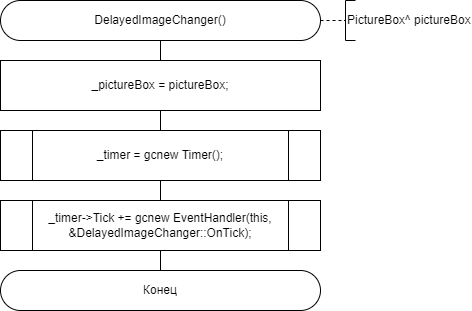 DelayedImageChanger()
PictureBox^ pictureBox
_pictureBox = pictureBox;
_timer = gcnew Timer();
_timer->Tick += gcnew EventHandler(this,
&DelayedImageChanger::OnTick);
Конец